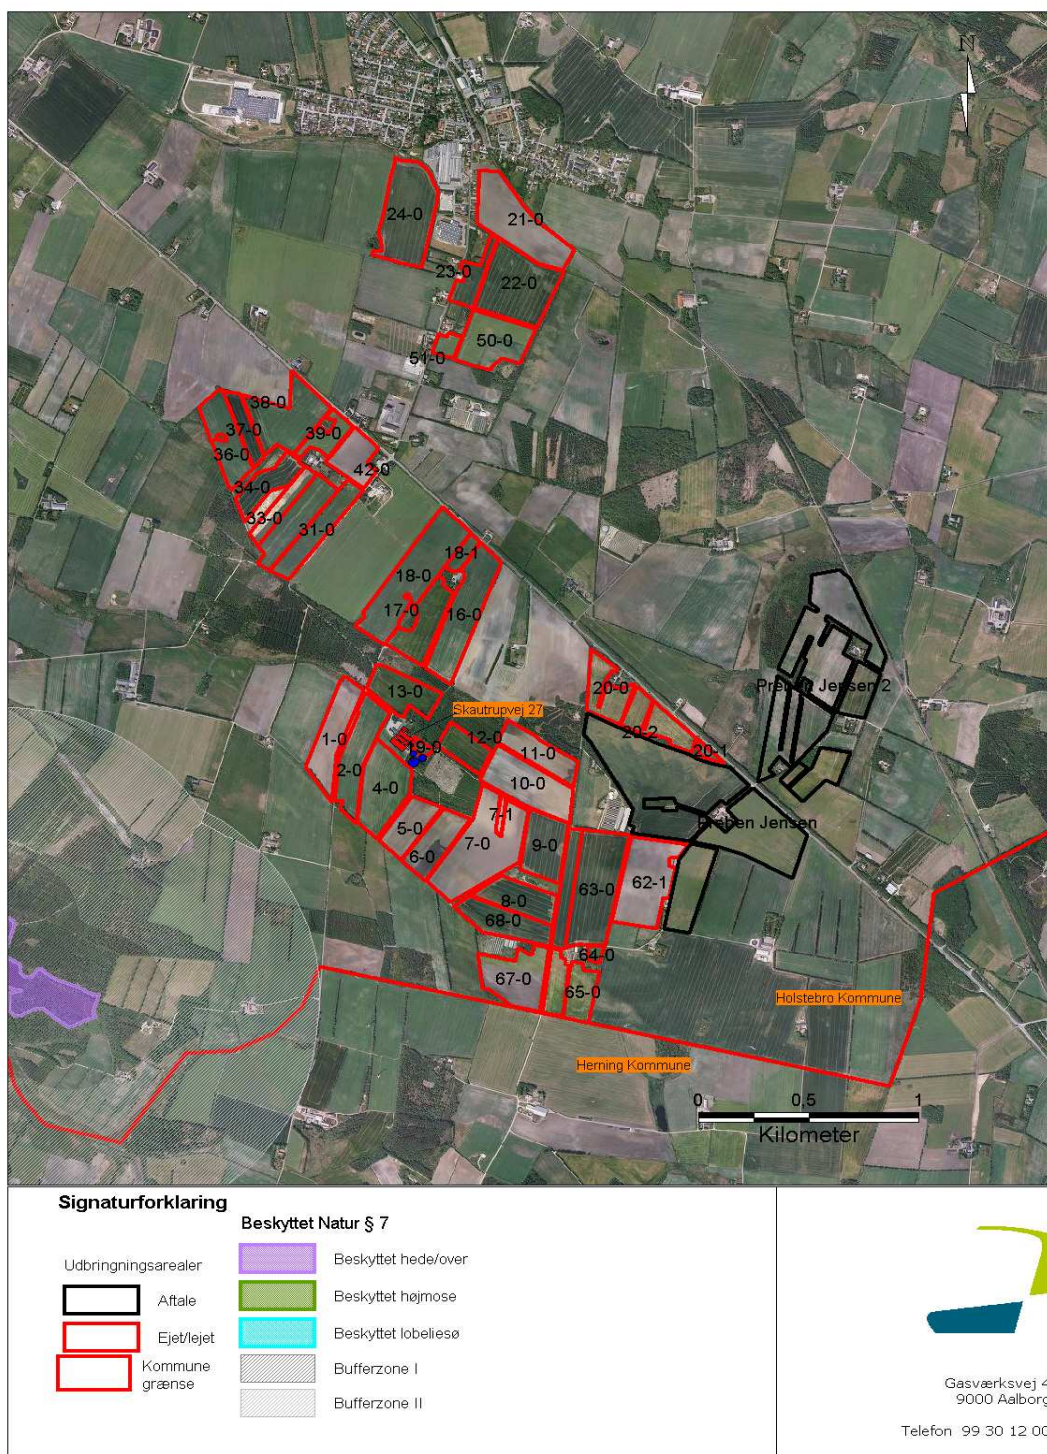 N
24-0
21-0
23-0
22-0
50-0
51-0
38-0
37-0
39-0
36-0
42-0
34-0
33-0
31-0
18-1
18-0
17-0
16-0
13-0
20-0
Preben Jensen 2
Skautrupvej 27
1-0
19-0
12-0
20-2
20-1
11-0
2-0
4-0
10-0
7-1
5-0
7-0
9-0
Preben Jensen
6-0
63-0
62-1
8-0
68-0
64-0
67-0
65-0
Holstebro Kommune
Herning Kommune
0 0,5 1
Kilometer
Signaturforklaring
Beskyttet Natur § 7
Udbringningsarealer
Aftale
Ejet/lejet
Kommune
grænse
Beskyttet hede/over
Beskyttet højmose
Beskyttet lobeliesø
Bufferzone I
Bufferzone II
Gasværksvej 4
9000 Aalborg
Telefon 99 30 12 00